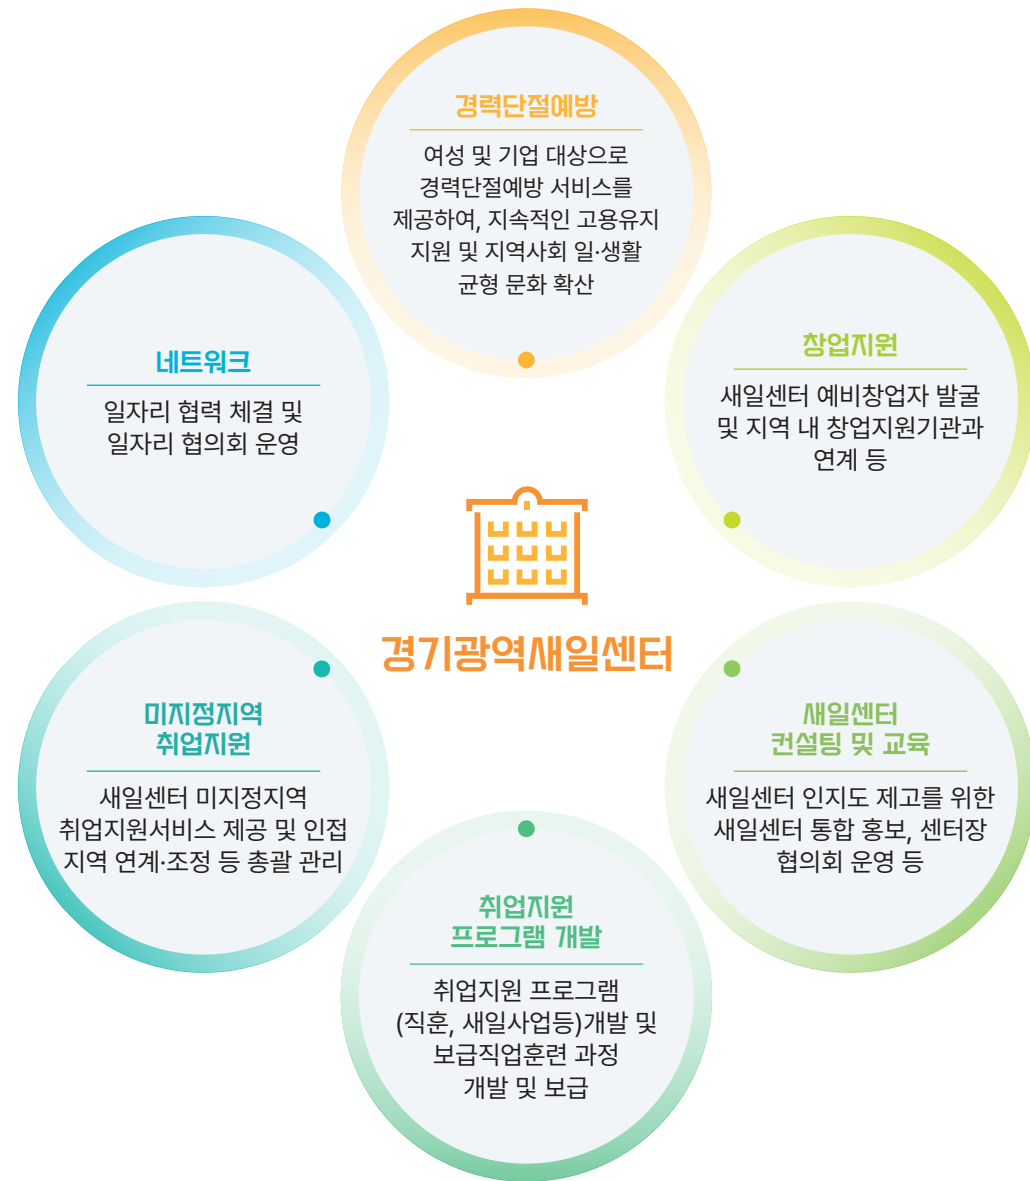 경력단절예방
여성 및 기업 대상으로
경력단절예방 서비스를
제공하여, 지속적인 고용유지
지원 및 지역사회 일·생활
균형 문화 확산
네트워크
일자리 협력 체결 및
일자리 협의회 운영
창업지원
새일센터 예비창업자 발굴
및 지역 내 창업지원기관과
연계 등
경기광역새일센터
미지정지역
취업지원
새일센터 미지정지역
취업지원서비스 제공 및 인접
지역 연계·조정 등 총괄 관리
새일센터
컨설팅 및 교육
새일센터 인지도 제고를 위한
새일센터 통합 홍보, 센터장
협의회 운영 등
취업지원
프로그램 개발
취업지원 프로그램
(직훈, 새일사업등)개발 및
보급직업훈련 과정
개발 및 보급